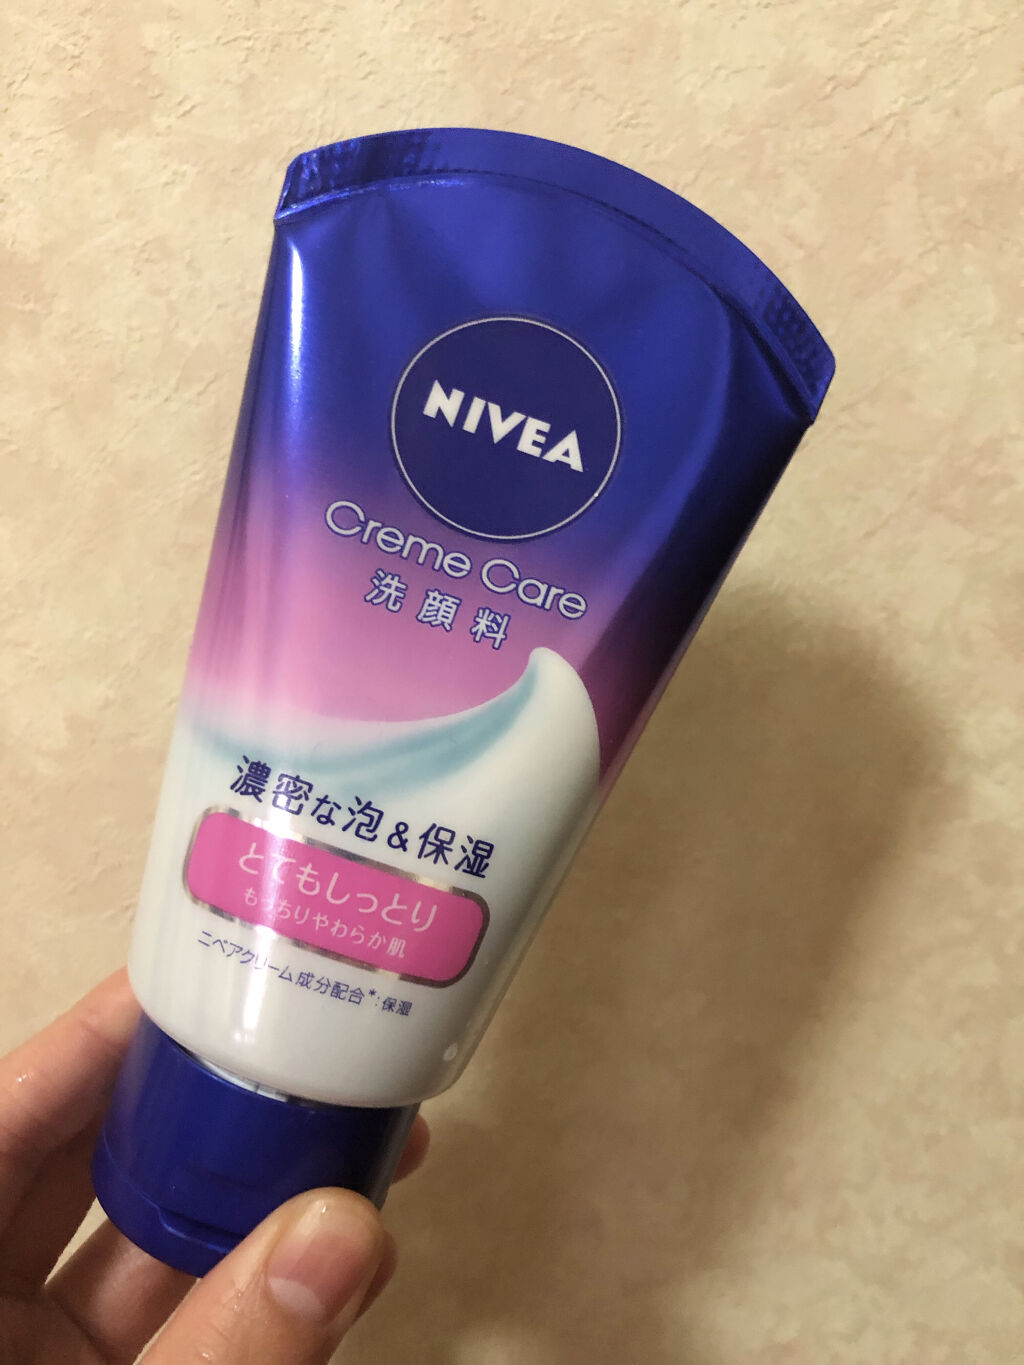 NIVEA
Creme Care
洗顔料
濃密な泡&保湿
とてもしっとり
もっちりやわらか肌
ニベアクリーム成分配合*:保湿